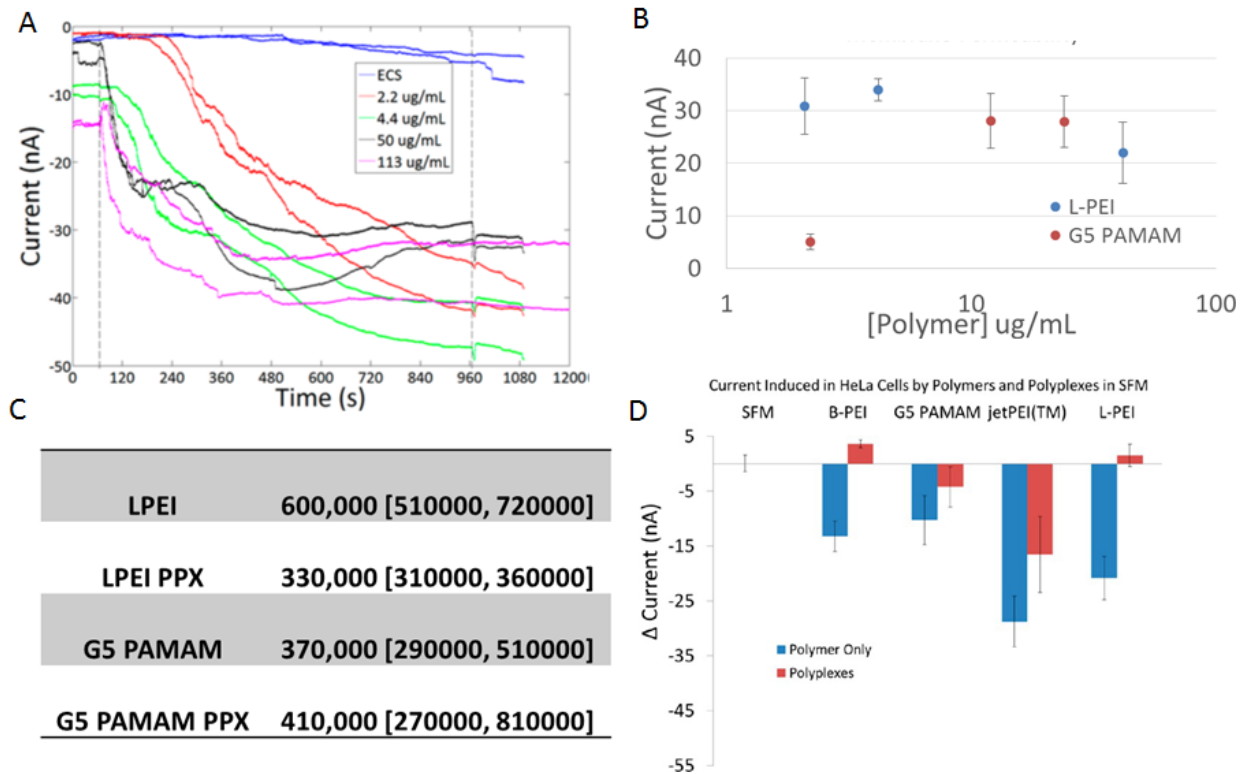 A
0
-10
-20
-30
-40
-50
Current (nA)
ECS
2.2 ug/mL
4.4 ug/mL
50 ug/mL
113 ug/mL
0 120 240 360 480 600 720 840 960 1080 1200
Time (s)
B
40
30
20
10
0
Current (nA)
L-PEI
G5 PAMAM
1 10 100
[Polymer] ug/mL
C
LPEI 600,000 [510000, 720000]
LPEI PPX 330,000 [310000, 360000]
G5 PAMAM 370,000 [290000, 510000]
G5 PAMAM PPX 410,000 [270000, 810000]
D
Current Induced in HeLa Cells by Polymers and Polyplexes in SFM
SFM B-PEI G5 PAMAM jetPEI(TM) L-PEI
5
-5
-15
-25
-35
-45
-55
Δ Current (nA)
Polymer Only
Polyplexes